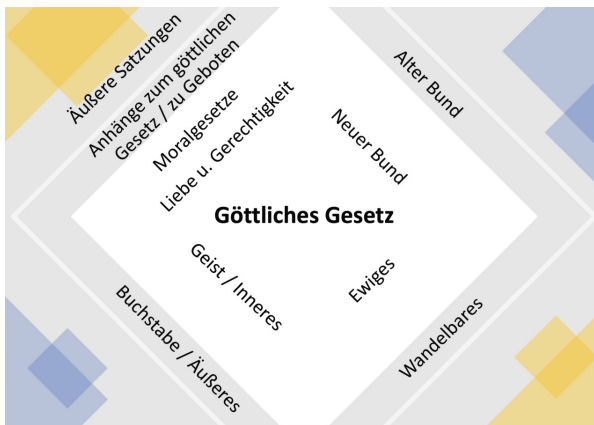 Äußere Satzungen
Anhänge zum göttlichen
Gesetz / zu Geboten
Moralgesetze
Liebe u. Gerechtigkeit
Alter Bund
Neuer Bund
Göttliches Gesetz
Geist / Inneres
Buchstabe / Äußeres
Ewiges
Wandelbares